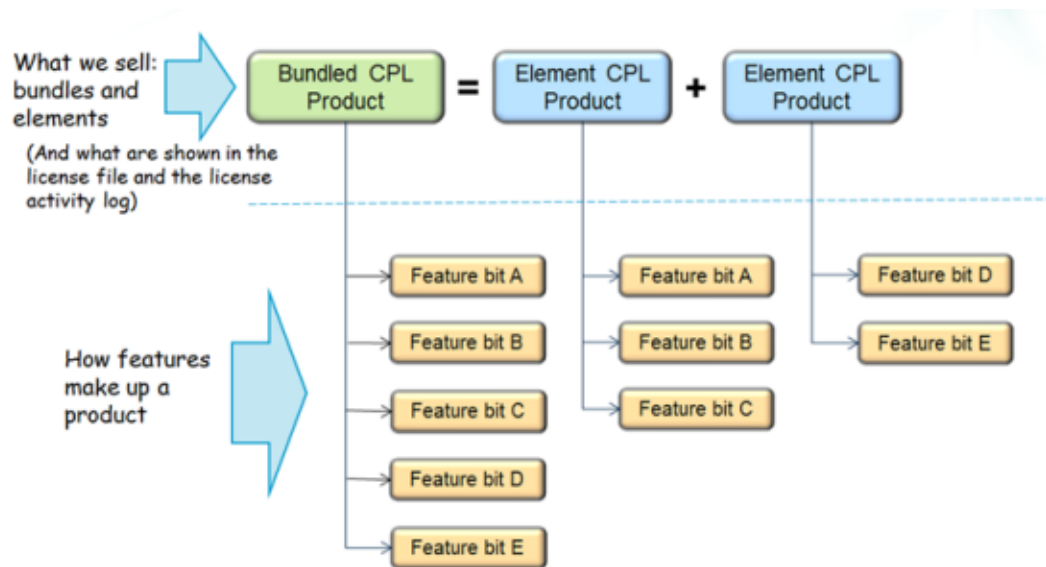 What we sell:
bundles and
elements
(And what are shown in the
license file and the license
activity log)
Bundled CPL
Product
=
Element CPL
Product
+
Element CPL
Product
How features
make up a
product
Feature bit A
Feature bit B
Feature bit C
Feature bit D
Feature bit E
Feature bit A
Feature bit B
Feature bit C
Feature bit D
Feature bit E